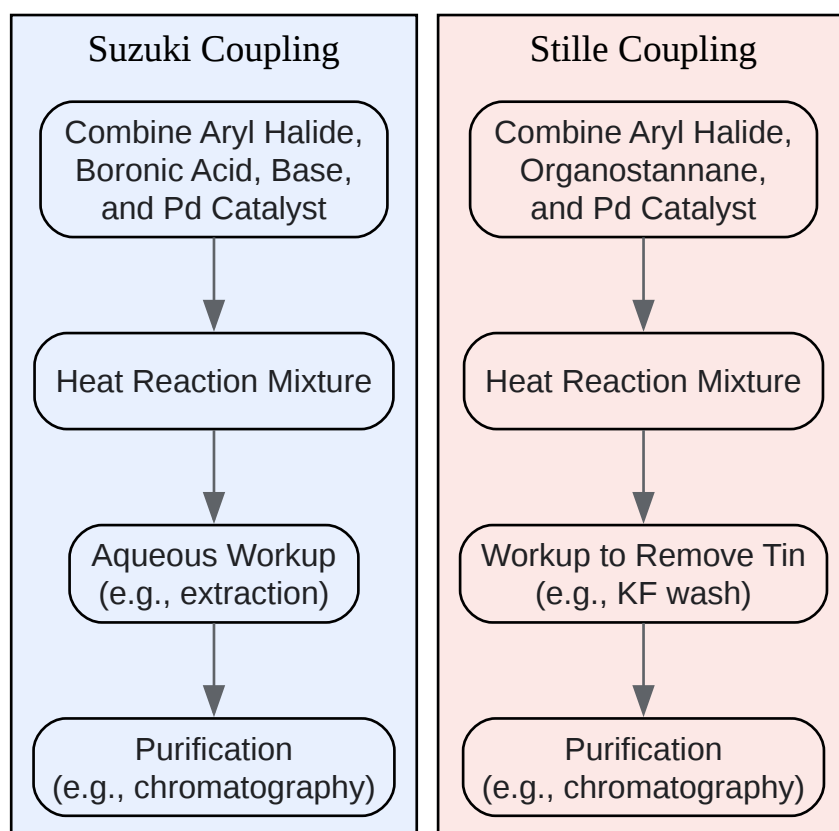 Suzuki Coupling
Combine Aryl Halide,
Boronic Acid, Base,
and Pd Catalyst
Heat Reaction Mixture
Aqueous Workup
(e.g., extraction)
Purification
(e.g., chromatography)
Stille Coupling
Combine Aryl Halide,
Organostannane,
and Pd Catalyst
Heat Reaction Mixture
Workup to Remove Tin
(e.g., KF wash)
Purification
(e.g., chromatography)